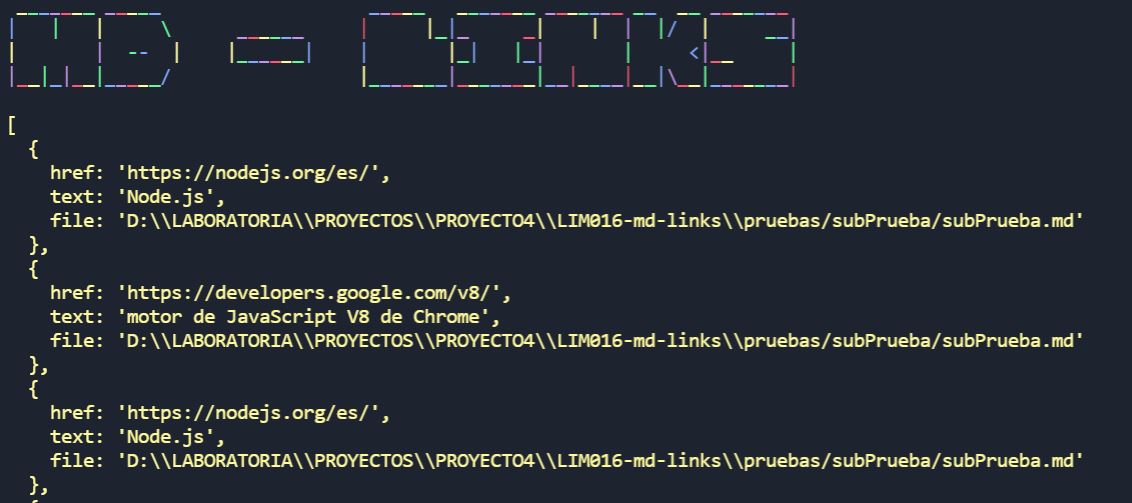 MD - LINKS
[
  {
    href: 'https://nodejs.org/es/',
    text: 'Node.js',
    file: 'D:\\LABORATORIA\\PROYECTOS\\PROYECTO4\\LIM016-md-links\\pruebas/subPrueba/subPrueba.md'
  },
  {
    href: 'https://developers.google.com/v8/',
    text: 'motor de JavaScript V8 de Chrome',
    file: 'D:\\LABORATORIA\\PROYECTOS\\PROYECTO4\\LIM016-md-links\\pruebas/subPrueba/subPrueba.md'
  },
  {
    href: 'https://nodejs.org/es/',
    text: 'Node.js',
    file: 'D:\\LABORATORIA\\PROYECTOS\\PROYECTO4\\LIM016-md-links\\pruebas/subPrueba/subPrueba.md'
  },